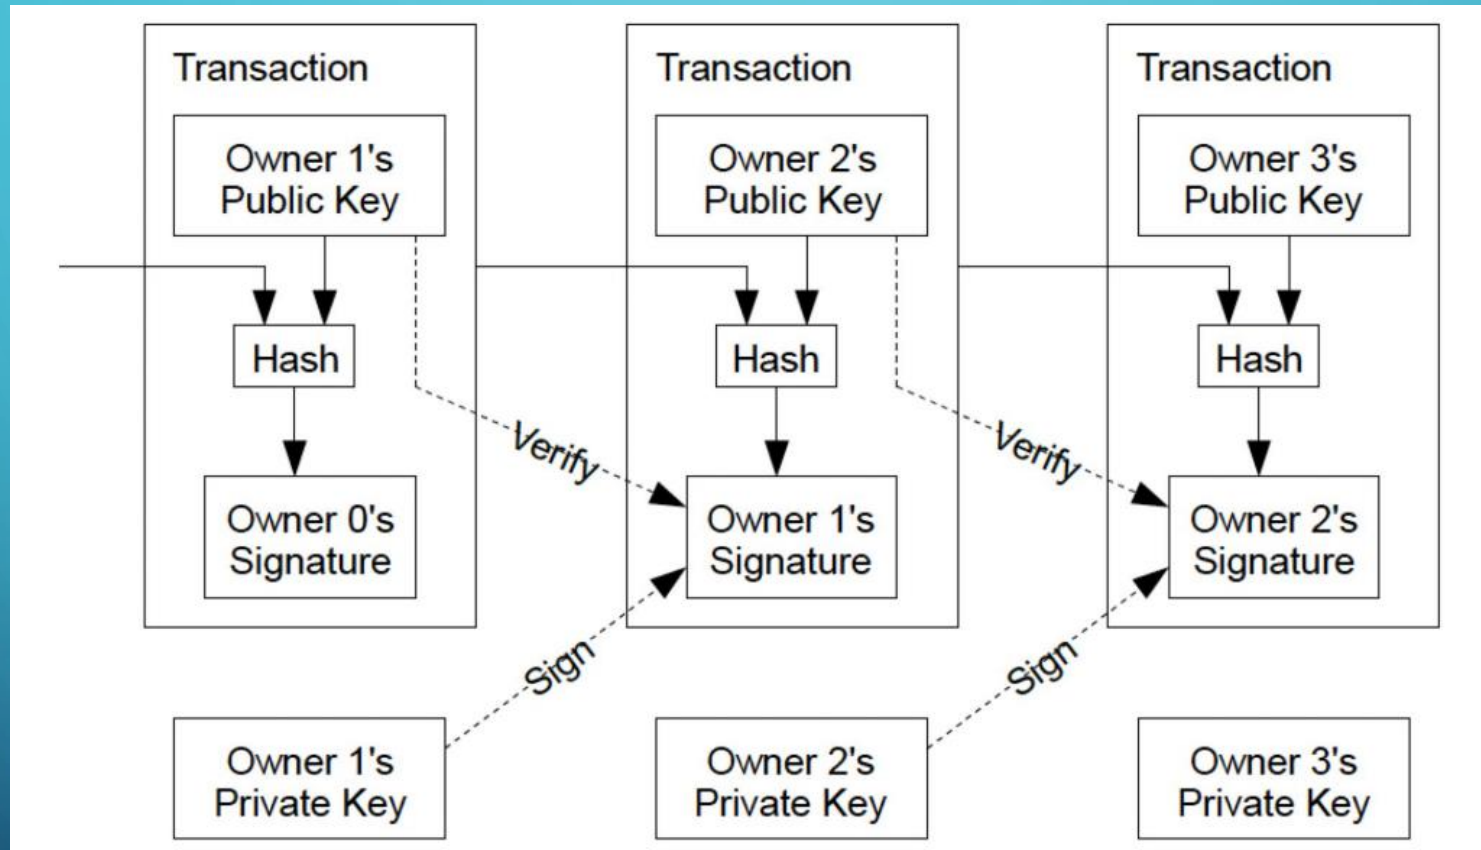 Transaction
Owner 1's
Public Key
Hash
Owner 0's
Signature
Transaction
Owner 2's
Public Key
Hash
Owner 1's
Signature
Transaction
Owner 3's
Public Key
Hash
Owner 2's
Signature
Verify
Verify
Sign
Sign
Owner 1's
Private Key
Owner 2's
Private Key
Owner 3's
Private Key